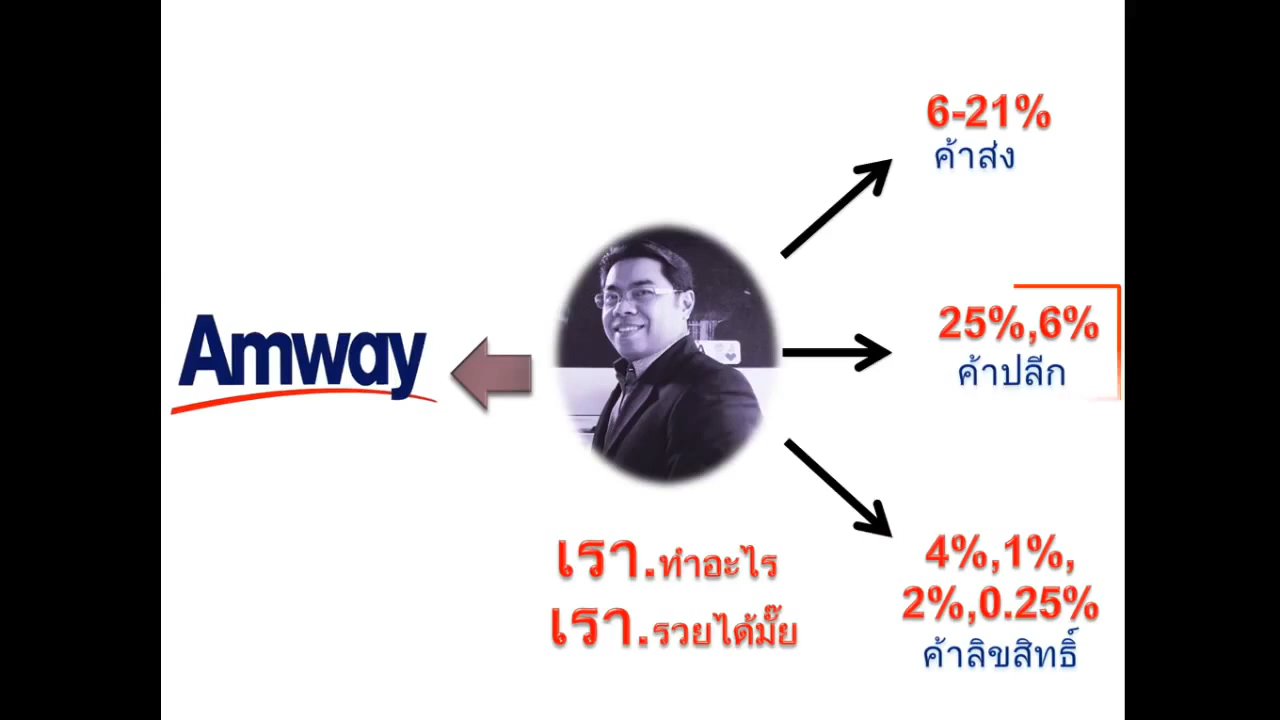 6-21%
ค้าส่ง
Amway
25%,6%
ค้าปลีก
เรา.ทำอะไร
เรา.รวยได้มั๊ย
4%,1%,
2%,0.25%
ค้าลิขสิทธิ์